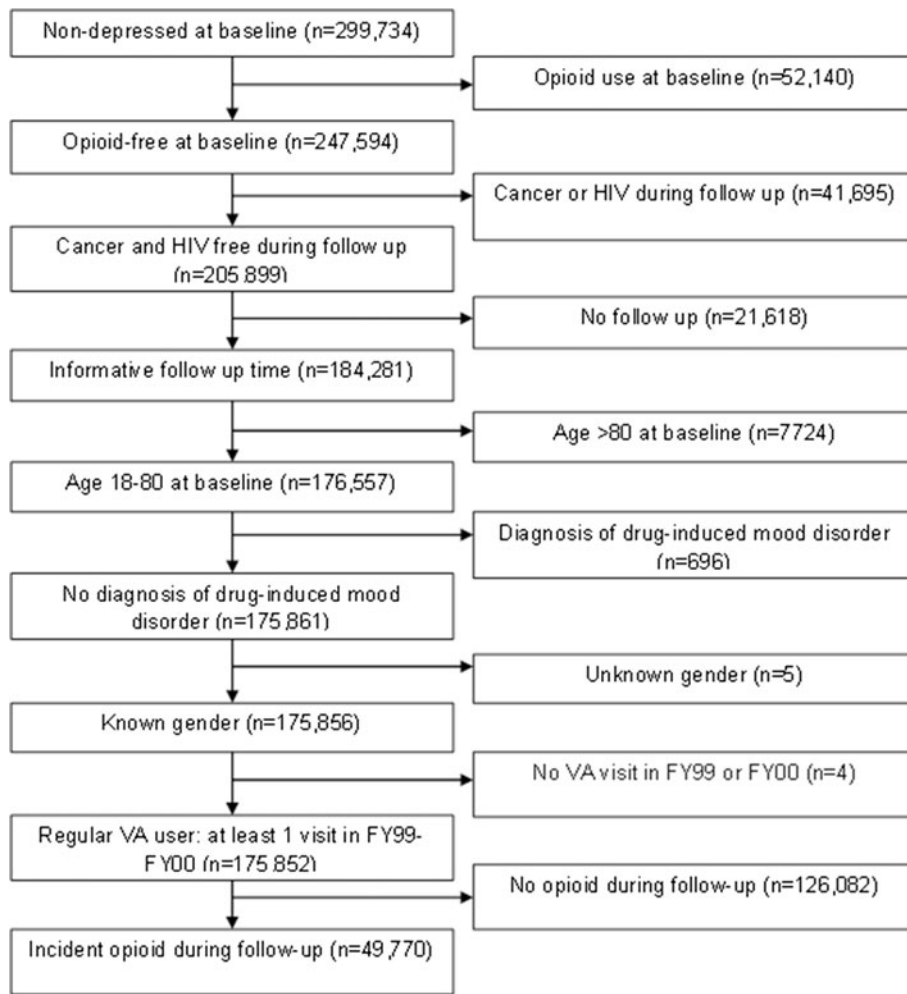 Non-depressed at baseline (n=299,734)
Opioid use at baseline (n=52,140)
Opioid-free at baseline (n=247,594)
Cancer or HIV during follow up (n=41,695)
Cancer and HIV free during follow up
(n=205,899)
No follow up (n=21,618)
Informative follow up time (n=184,281)
Age >80 at baseline (n=7724)
Age 18-80 at baseline (n=176,557)
Diagnosis of drug-induced mood disorder
(n=696)
No diagnosis of drug-induced mood
disorder (n=175,861)
Unknown gender (n=5)
Known gender (n=175,856)
No VA visit in FY99 or FY00 (n=4)
Regular VA user: at least 1 visit in FY99-
FY00 (n=175,852)
No opioid during follow-up (n=126,082)
Incident opioid during follow-up (n=49,770)